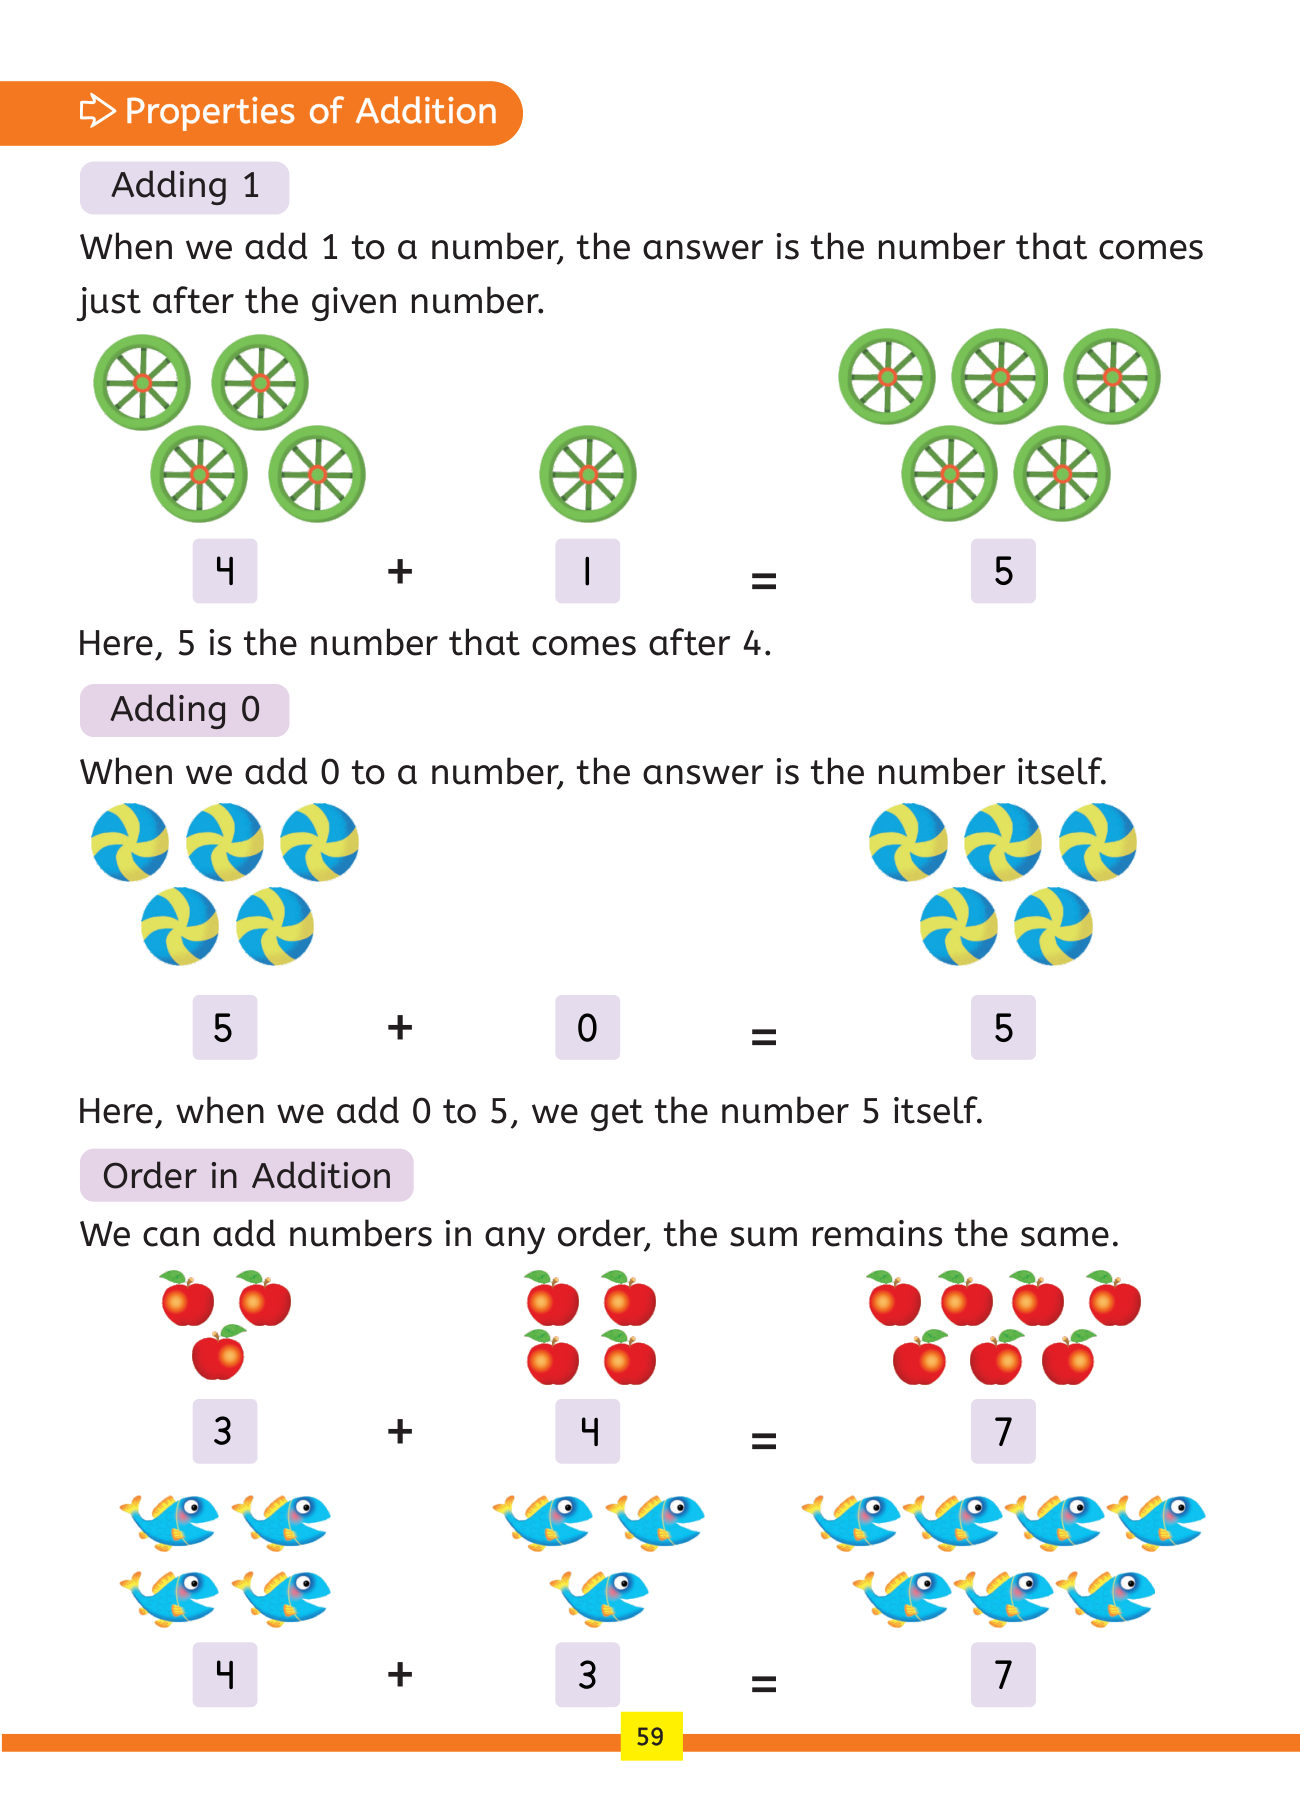 Properties of Addition
Adding 1
When we add 1 to a number, the answer is the number that comes
just after the given number.
4 + 1 = 5
Here, 5 is the number that comes after 4.
Adding 0
When we add 0 to a number, the answer is the number itself.
5 + 0 = 5
Here, when we add 0 to 5, we get the number 5 itself.
Order in Addition
We can add numbers in any order, the sum remains the same.
3 + 4 = 7
4 + 3 = 7
59